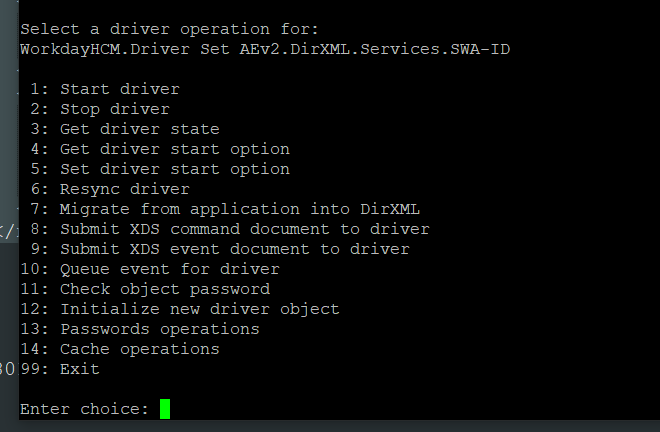 Select a driver operation for:
WorkdayHCM.Driver Set AEv2.DirXML.Services.SWA-ID
1: Start driver
2: Stop driver
3: Get driver state
4: Get driver start option
5: Set driver start option
6: Resync driver
7: Migrate from application into DirXML
8: Submit XDS command document to driver
9: Submit XDS event document to driver
10: Queue event for driver
11: Check object password
12: Initialize new driver object
13: Passwords operations
14: Cache operations
99: Exit
Enter choice: